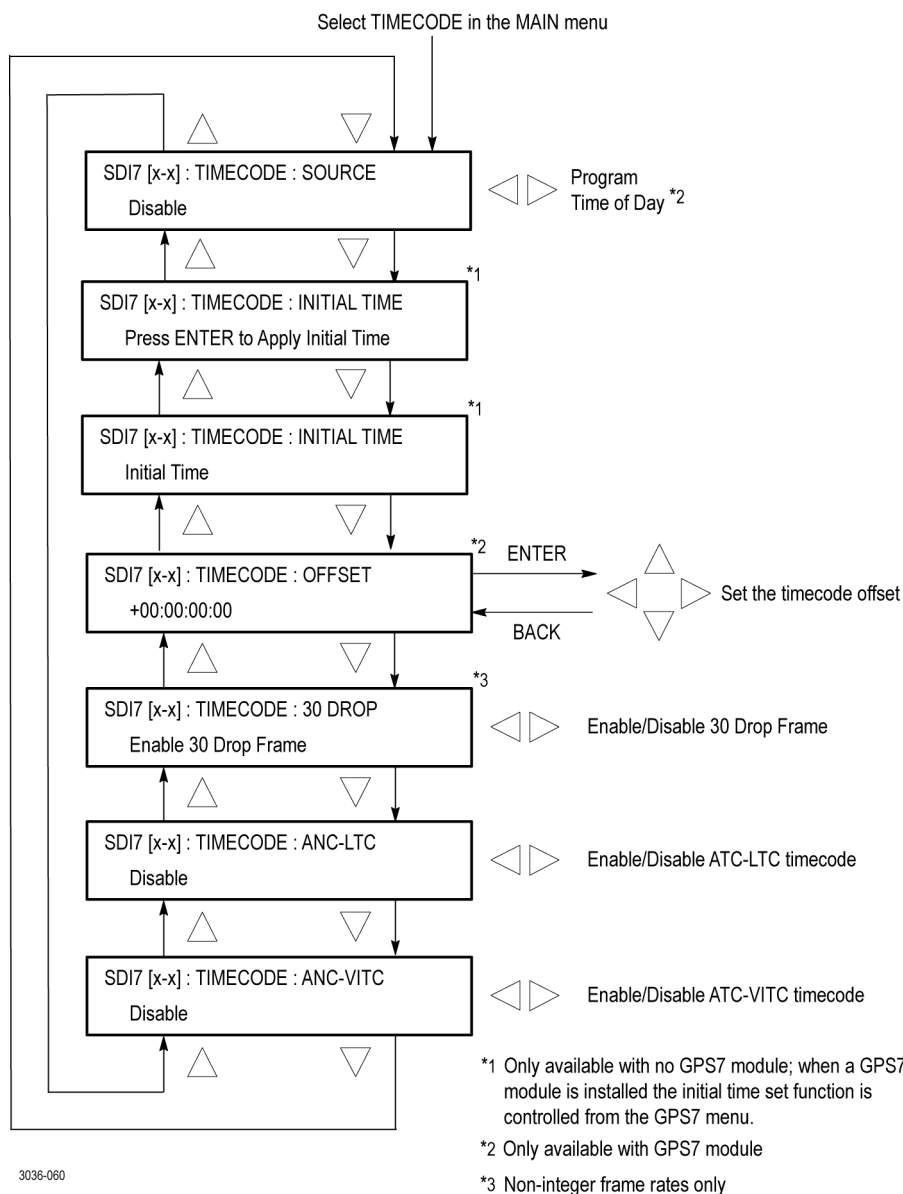 Select TIMECODE in the MAIN menu
SDI7 [x-x] : TIMECODE : SOURCE
Disable
Program
Time of Day *2
*1
SDI7 [x-x] : TIMECODE : INITIAL TIME
Press ENTER to Apply Initial Time
*1
SDI7 [x-x] : TIMECODE : INITIAL TIME
Initial Time
*2
SDI7 [x-x] : TIMECODE : OFFSET
+00:00:00:00
ENTER
BACK
Set the timecode offset
*3
SDI7 [x-x] : TIMECODE : 30 DROP
Enable 30 Drop Frame
Enable/Disable 30 Drop Frame
SDI7 [x-x] : TIMECODE : ANC-LTC
Disable
Enable/Disable ATC-LTC timecode
SDI7 [x-x] : TIMECODE : ANC-VITC
Disable
Enable/Disable ATC-VITC timecode
*1 Only available with no GPS7 module; when a GPS7
module is installed the initial time set function is
controlled from the GPS7 menu.
*2 Only available with GPS7 module
*3 Non-integer frame rates only
3036-060